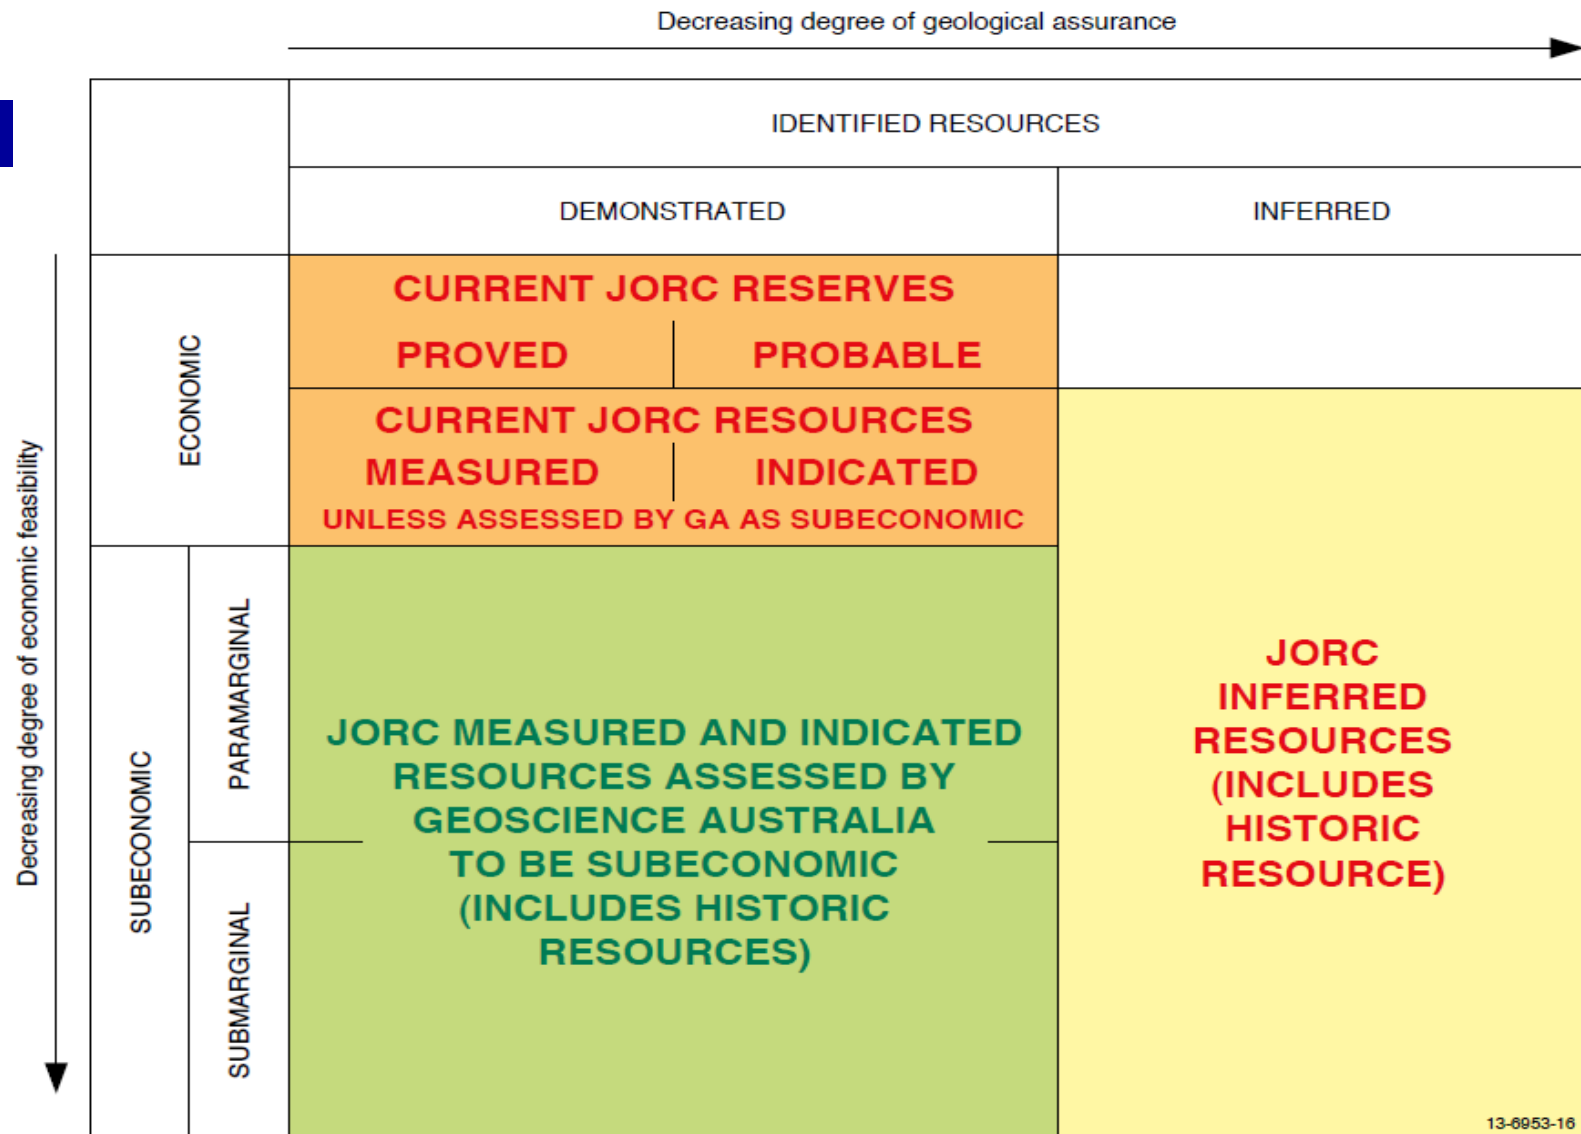 Decreasing degree of geological assurance
IDENTIFIED RESOURCES
DEMONSTRATED
INFERRED
Decreasing degree of economic feasibility
ECONOMIC
CURRENT JORC RESERVES
PROVED
PROBABLE
CURRENT JORC RESOURCES
MEASURED
INDICATED
UNLESS ASSESSED BY GA AS SUBECONOMIC
SUBECONOMIC
PARAMARGINAL
SUBMARGINAL
JORC MEASURED AND INDICATED
RESOURCES ASSESSED BY
GEOSCIENCE AUSTRALIA
TO BE SUBECONOMIC
(INCLUDES HISTORIC
RESOURCES)
JORC
INFERRED
RESOURCES
(INCLUDES
HISTORIC
RESOURCE)
13-6953-16